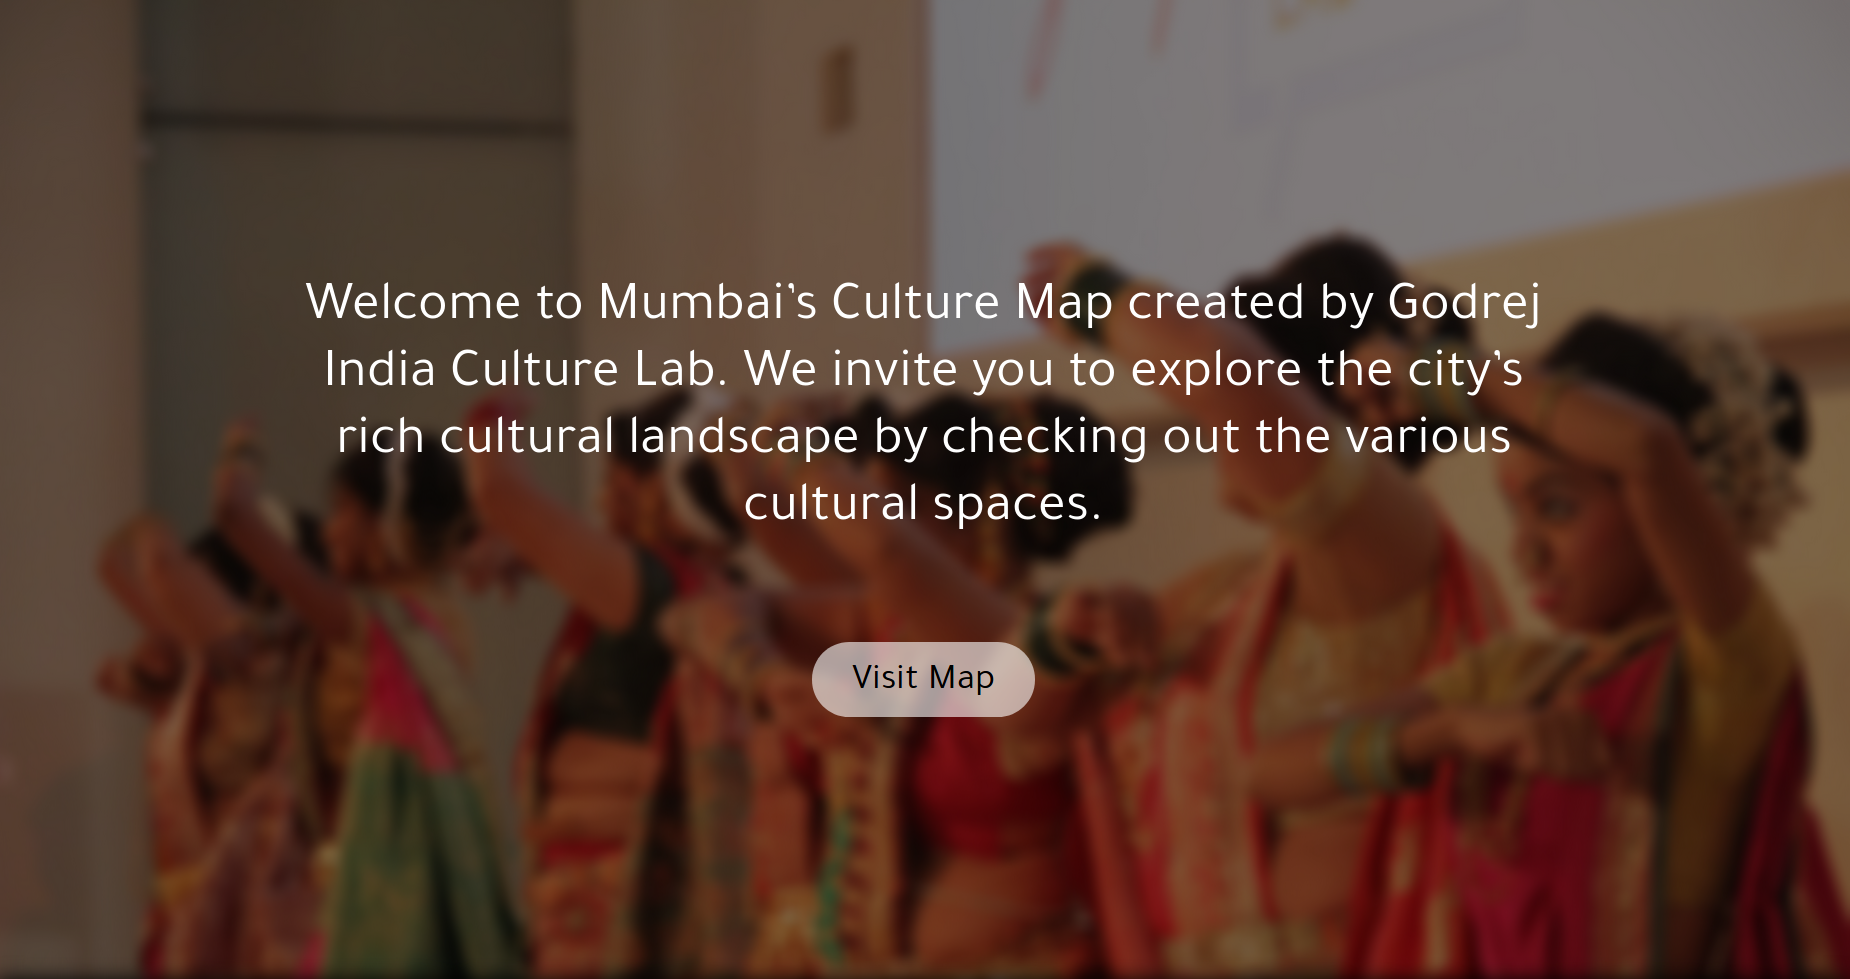 Welcome to Mumbai's Culture Map created by Godrej
India Culture Lab. We invite you to explore the city's
rich cultural landscape by checking out the various
cultural spaces.
Visit Map